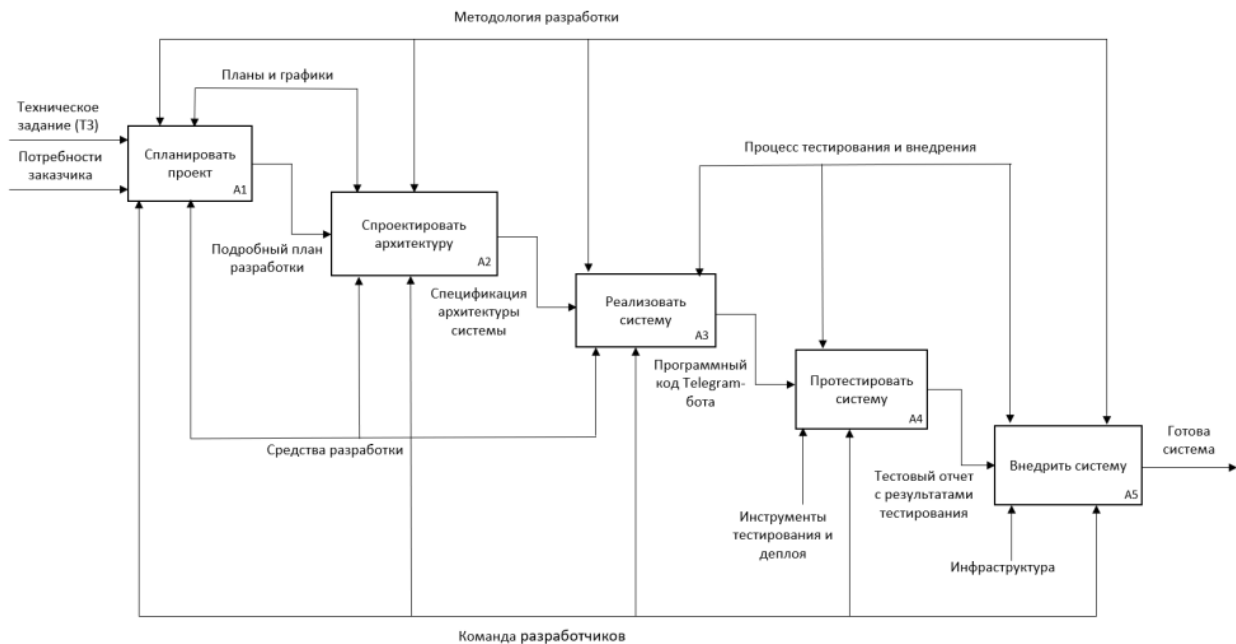 Методология разработки
Планы и графики
Техническое
задание (ТЗ)
Потребности
заказчика
Спланировать
проект
A1
Процесс тестирования и внедрения
Спроектировать
архитектуру
A2
Подробный план
разработки
Спецификация
архитектуры
системы
Реализовать
систему
A3
Программный
код Telegram-
бота
Протестировать
систему
A4
Средства разработки
Готова
система
Внедрить систему
A5
Тестовый отчет
с результатами
тестирования
Инструменты
тестирования и
деплоя
Инфраструктура
Команда разработчиков